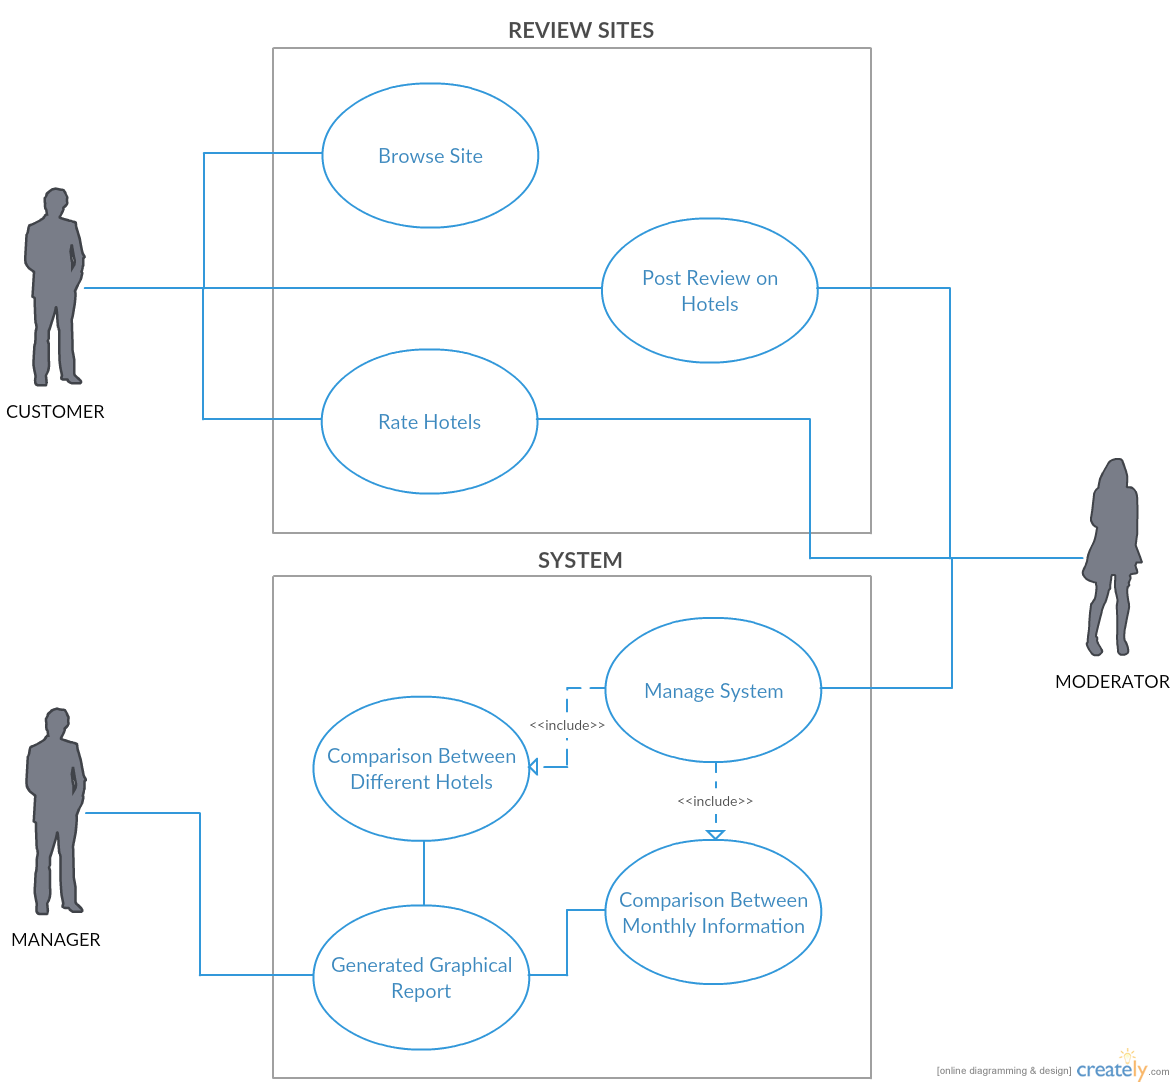 REVIEW SITES
Browse Site
Post Review on
Hotels
CUSTOMER
Rate Hotels
SYSTEM
MODERATOR
Manage System
<<include>>
Comparison Between
Different Hotels
<<include>>
Comparison Between
Monthly Information
MANAGER
Generated Graphical
Report
[online diagramming & design] creately.com